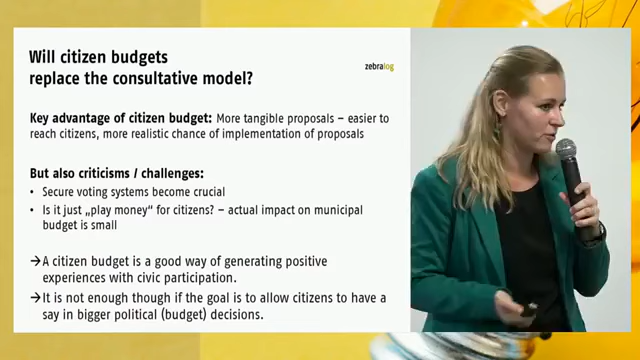 Will citizen budgets
replace the consultative model?
zebralog
Key advantage of citizen budget: More tangible proposals – easier to
reach citizens, more realistic chance of implementation of proposals
But also criticisms / challenges:
• Secure voting systems become crucial
• Is it just „play money“ for citizens? – actual impact on municipal
budget is small
→A citizen budget is a good way of generating positive
experiences with civic participation.
→It is not enough though if the goal is to allow citizens to have a
say in bigger political (budget) decisions.